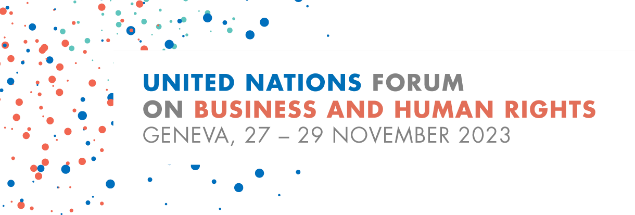 UNITED NATIONS FORUM
ON BUSINESS AND HUMAN RIGHTS
GENEVA, 27 – 29 NOVEMBER 2023